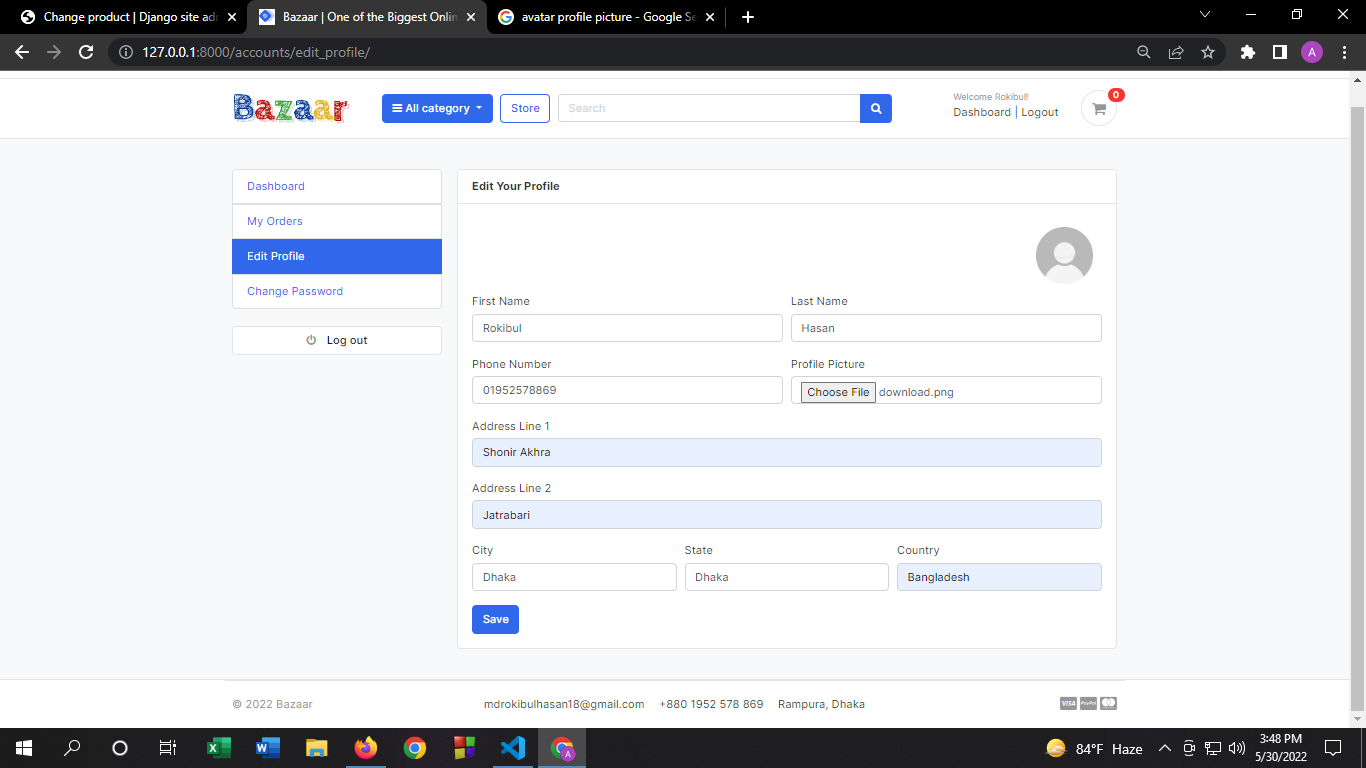 Change product | Django site adr
Bazaar | One of the Biggest Onlin
avatar profile picture - Google Se
127.0.0.1:8000/accounts/edit_profile/
A
Bazaar
All category
Store
Search
Welcome Rokibul!
Dashboard | Logout
0
Dashboard
My Orders
Edit Profile
Change Password
Log out
Edit Your Profile
First Name
Last Name
Rokibul
Hasan
Phone Number
Profile Picture
01952578869
Choose File download.png
Address Line 1
Shonir Akhra
Address Line 2
Jatrabari
City
State
Country
Dhaka
Dhaka
Bangladesh
Save
© 2022 Bazaar
mdrokibulhasan18@gmail.com
+880 1952 578 869
Rampura, Dhaka
VISA
PayPal
A
84°F Haze
3:48 PM
5/30/2022